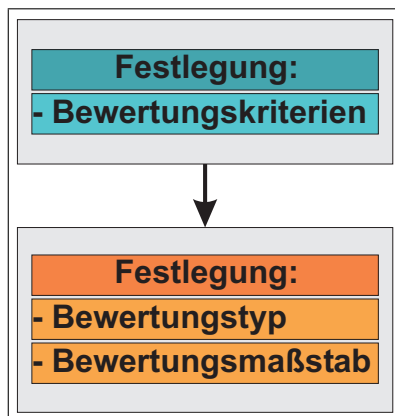 Festlegung:
- Bewertungskriterien
Festlegung:
- Bewertungstyp
- Bewertungsmaßstab